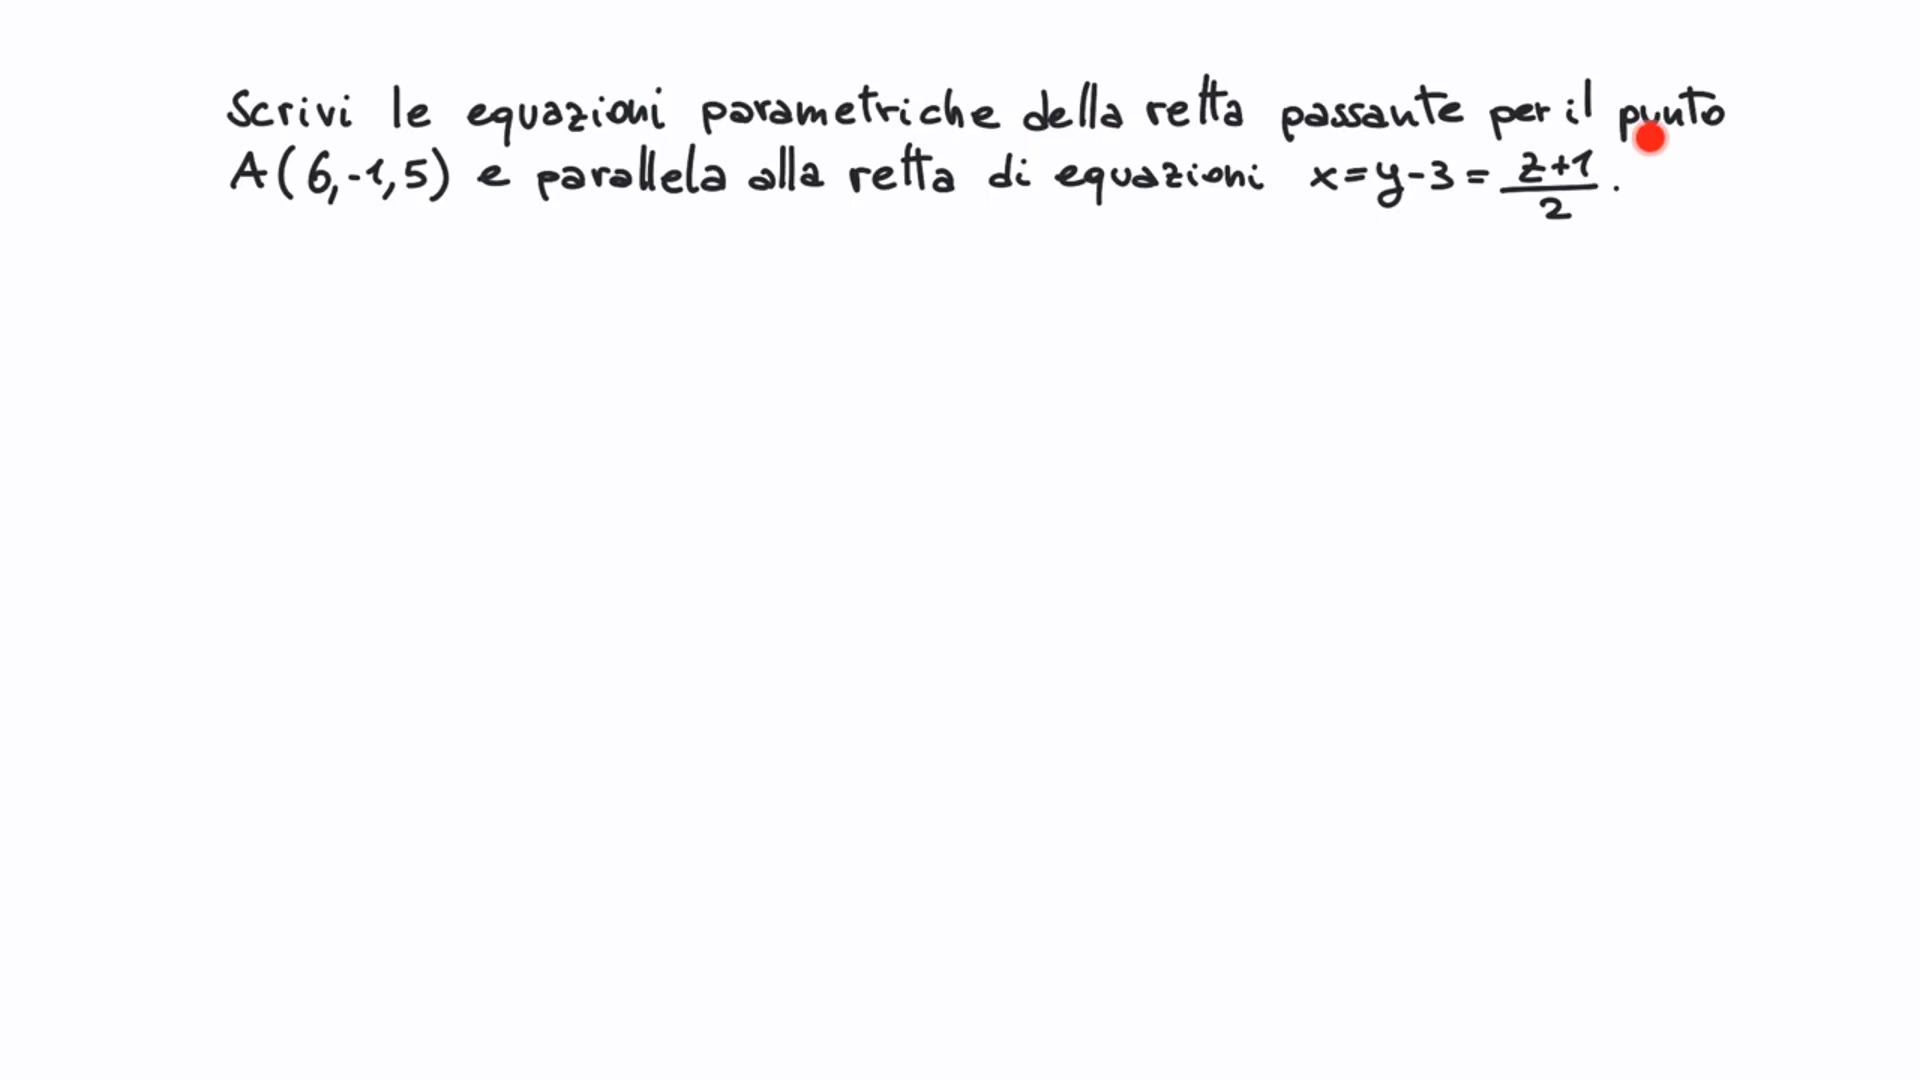 Scrivi le equazioni parametriche della retta passante per il punto
A(6,-1,5) e parallela alla retta di equazioni x=y-3=\frac{z+1}{2}.